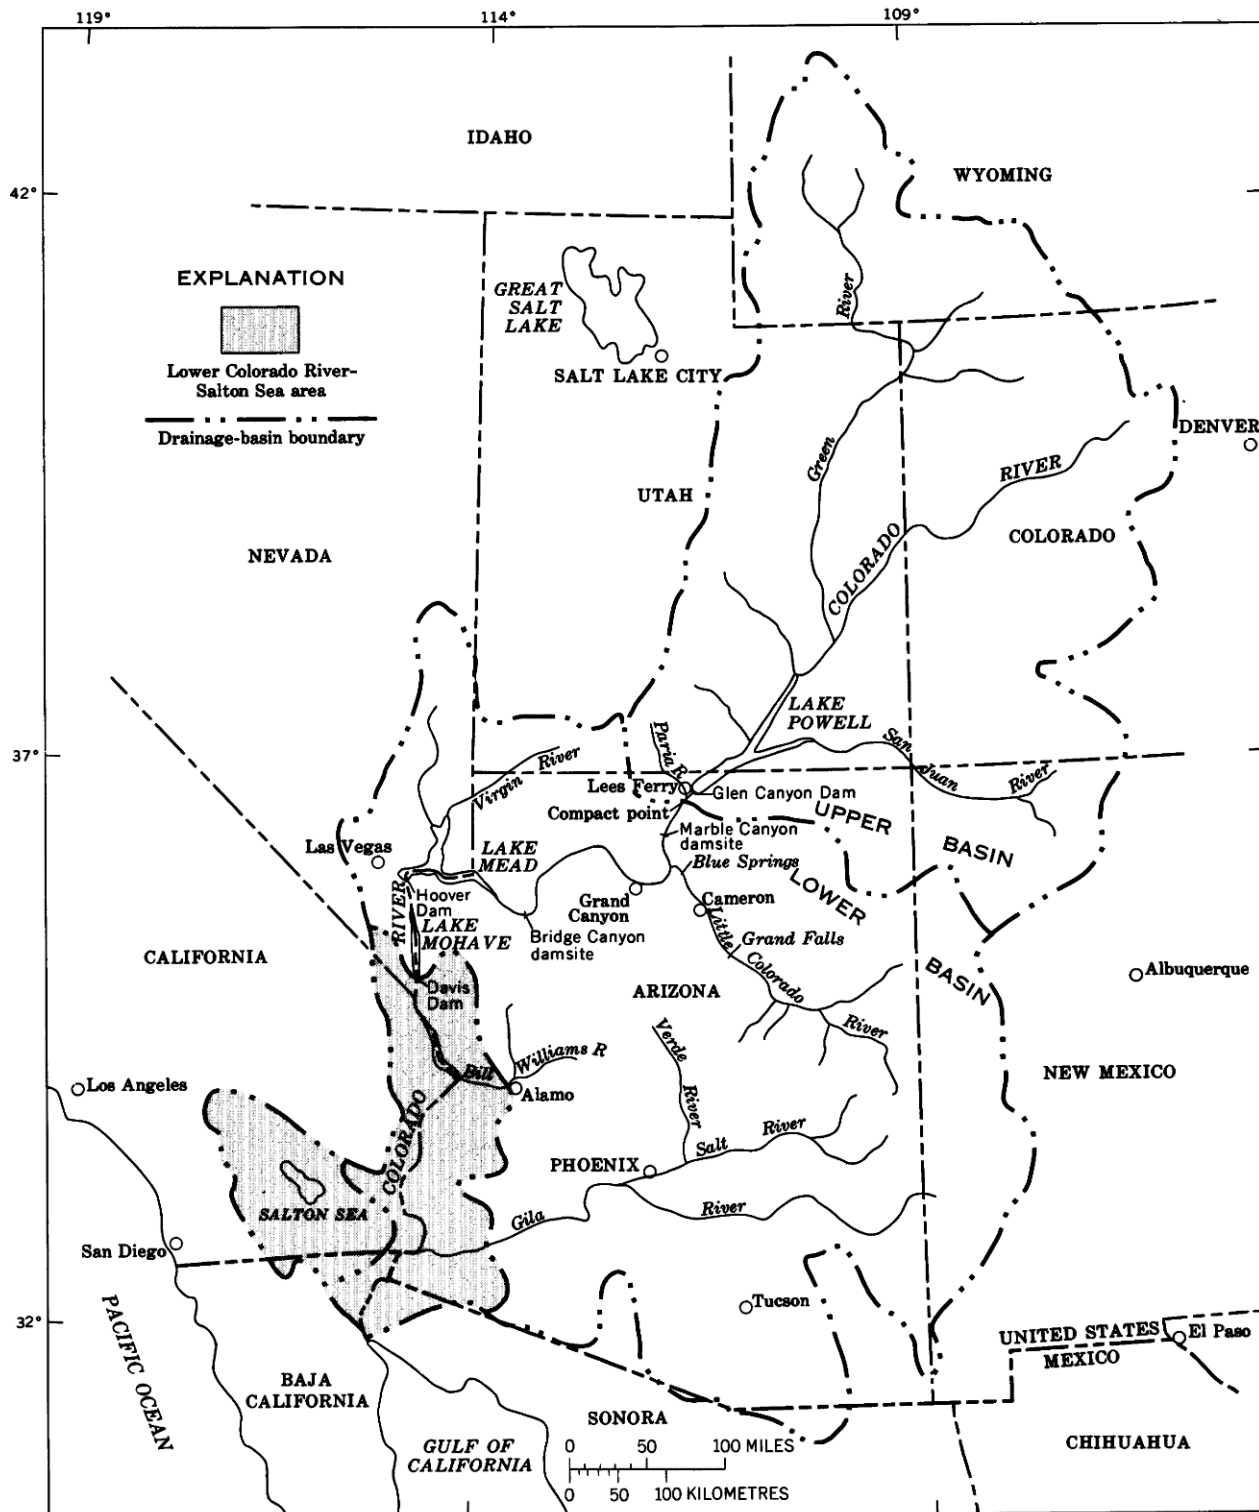 119°
114°
109°
IDAHO
WYOMING
42°
EXPLANATION
Lower Colorado River-
Salton Sea area
Drainage-basin boundary
GREAT
SALT
LAKE
SALT LAKE CITY
River
DENVER
Green
RIVER
UTAH
COLORADO
COLORADO
NEVADA
LAKE
POWELL
37°
Paria R
San
Juan
River
Virgin
River
Lees Ferry
Glen Canyon Dam
Compact point
UPPER
BASIN
Marble Canyon
damsite
Las Vegas
LAKE
MEAD
Blue Springs
LOWER
BASIN
Grand
Canyon
Cameron
Hoover
Dam
RIVER
LAKE
MOHAVE
Bridge Canyon
damsite
Little
Colorado
River
Grand Falls
CALIFORNIA
Davis
Dam
ARIZONA
Albuquerque
Verde
River
Bill
Williams R
Alamo
NEW MEXICO
Los Angeles
COLORADO
PHOENIX
Salt
River
SALTON SEA
Gila
River
San Diego
PACIFIC OCEAN
Tucson
32°
UNITED STATES
MEXICO
El Paso
BAJA
CALIFORNIA
SONORA
GULF OF
CALIFORNIA
CHIHUAHUA
0 50 100 MILES
0 50 100 KILOMETRES